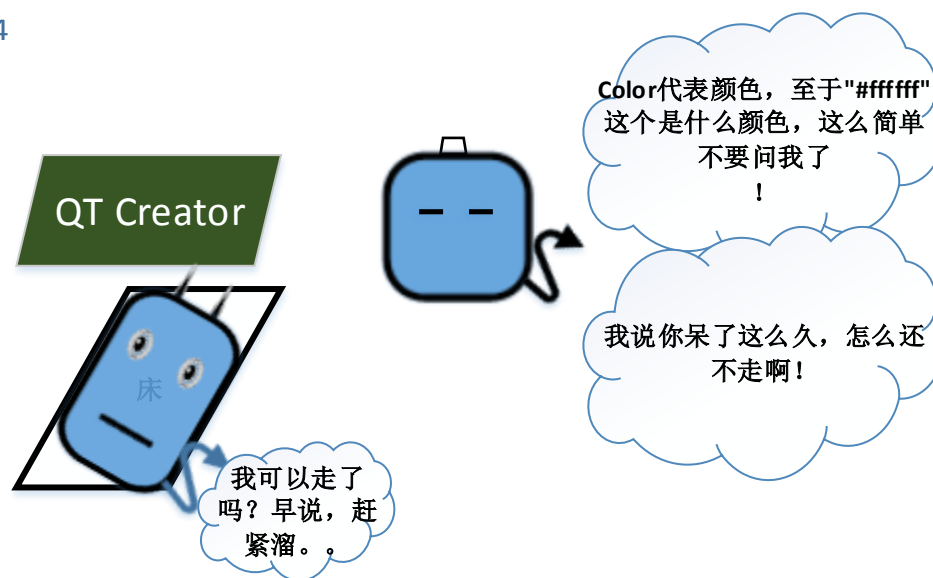 4
Color代表颜色，至于"#ffffff"
这个是什么颜色，这么简单
不要问我了
！
QT Creator
我说你呆了这么久，怎么还
不走啊！
床
我可以走了
吗？早说，赶
紧溜。。